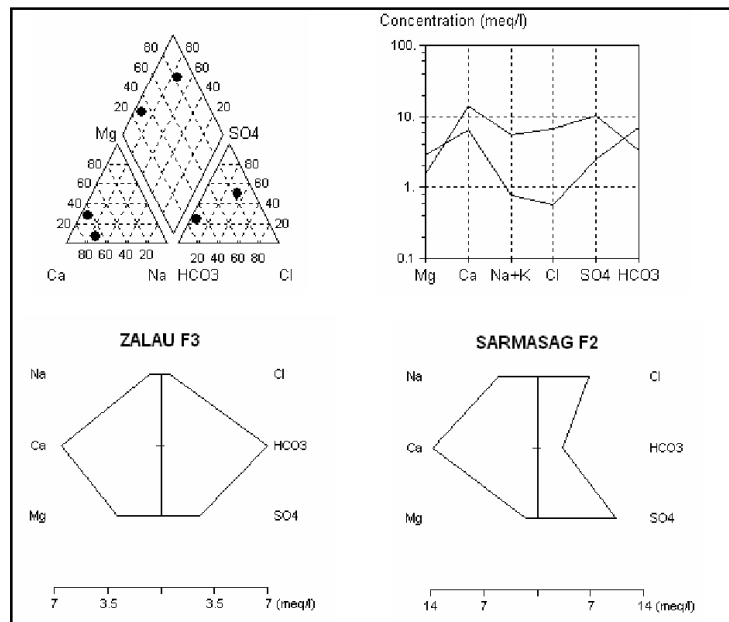 Concentration (meq/l)
80 80
60 60
40 40
20 20
Mg SO4
80 80
60 60
40 40
20 20
80 60 40 20 20 40 60 80
Ca Na HCO3 Cl
100.
10.
1.
0.1
Mg Ca Na+K Cl SO4 HCO3
ZALAU F3
Na Cl
Ca HCO3
Mg SO4
7 3.5 3.5 7 (meq/l)
SARMASAG F2
Na Cl
Ca HCO3
Mg SO4
14 7 7 14 (meq/l)